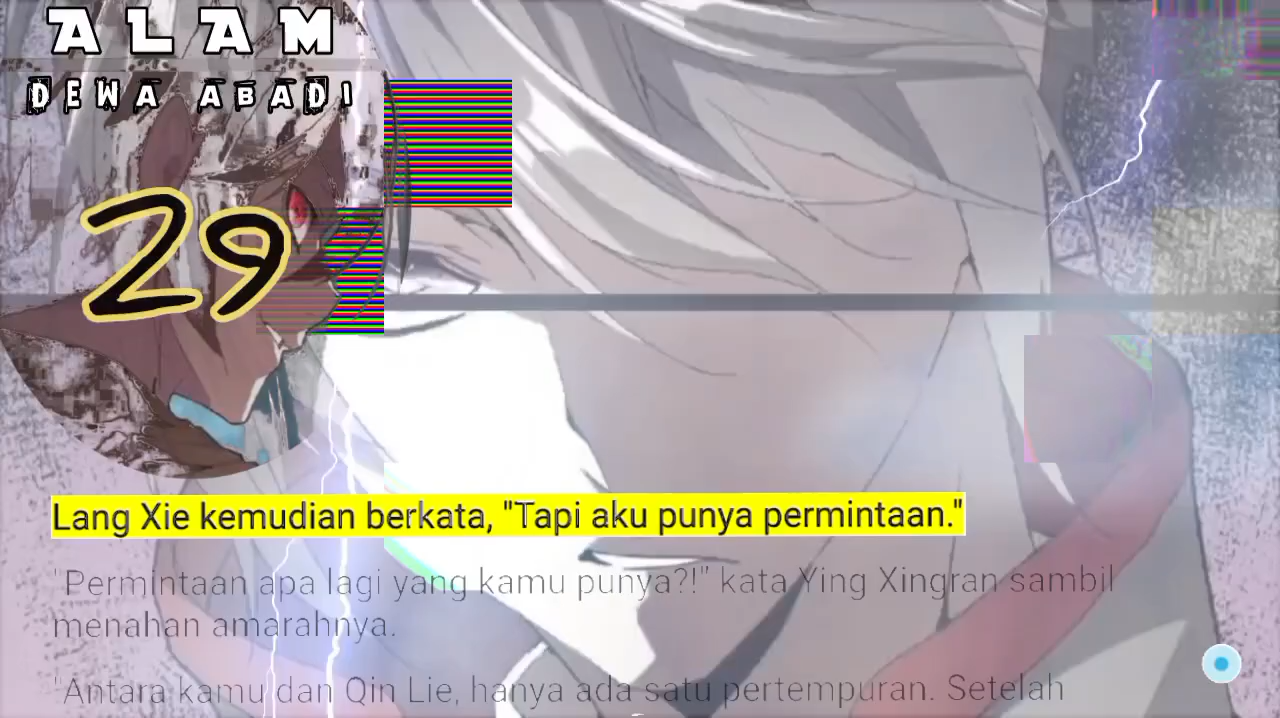 ALAM
DEWA ABADI
29
Lang Xie kemudian berkata, "Tapi aku punya permintaan."
"Permintaan apa lagi yang kamu punya?!" kata Ying Xingran sambil
menahan amarahnya.
"Antara kamu dan Qin Lie, hanya ada satu pertempuran. Setelah